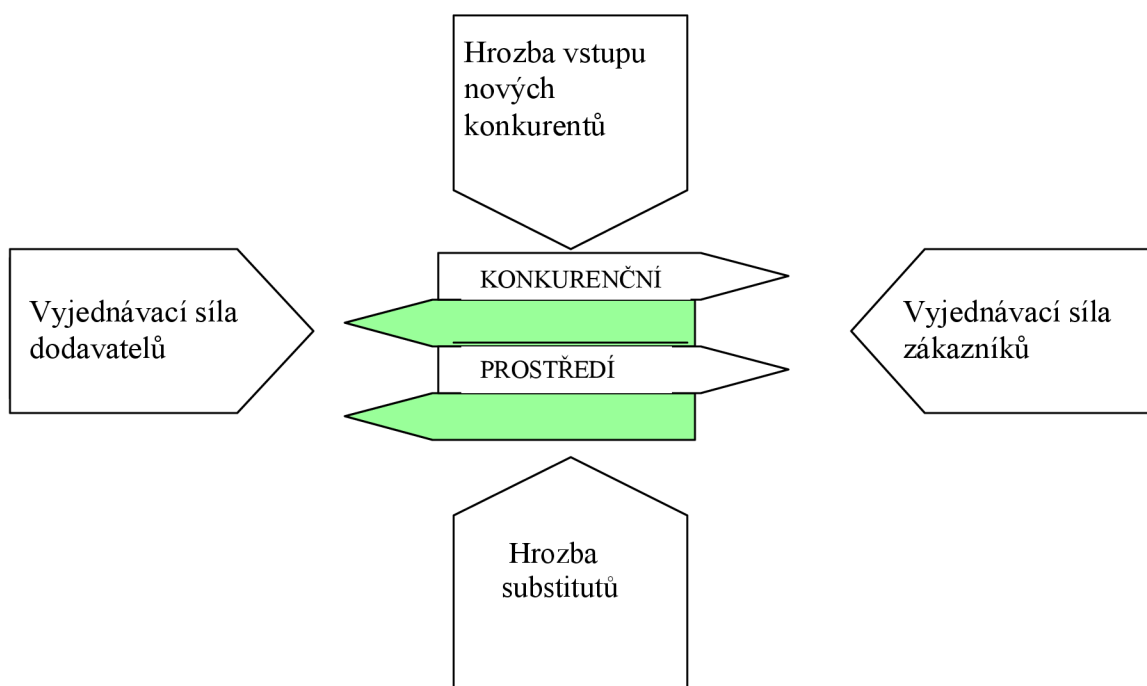 Hrozba vstupu
nových
konkurentů
KONKURENČNÍ
Vyjednávací síla
dodavatelů
Vyjednávací síla
zákazníků
PROSTŘEDÍ
Hrozba
substitutů